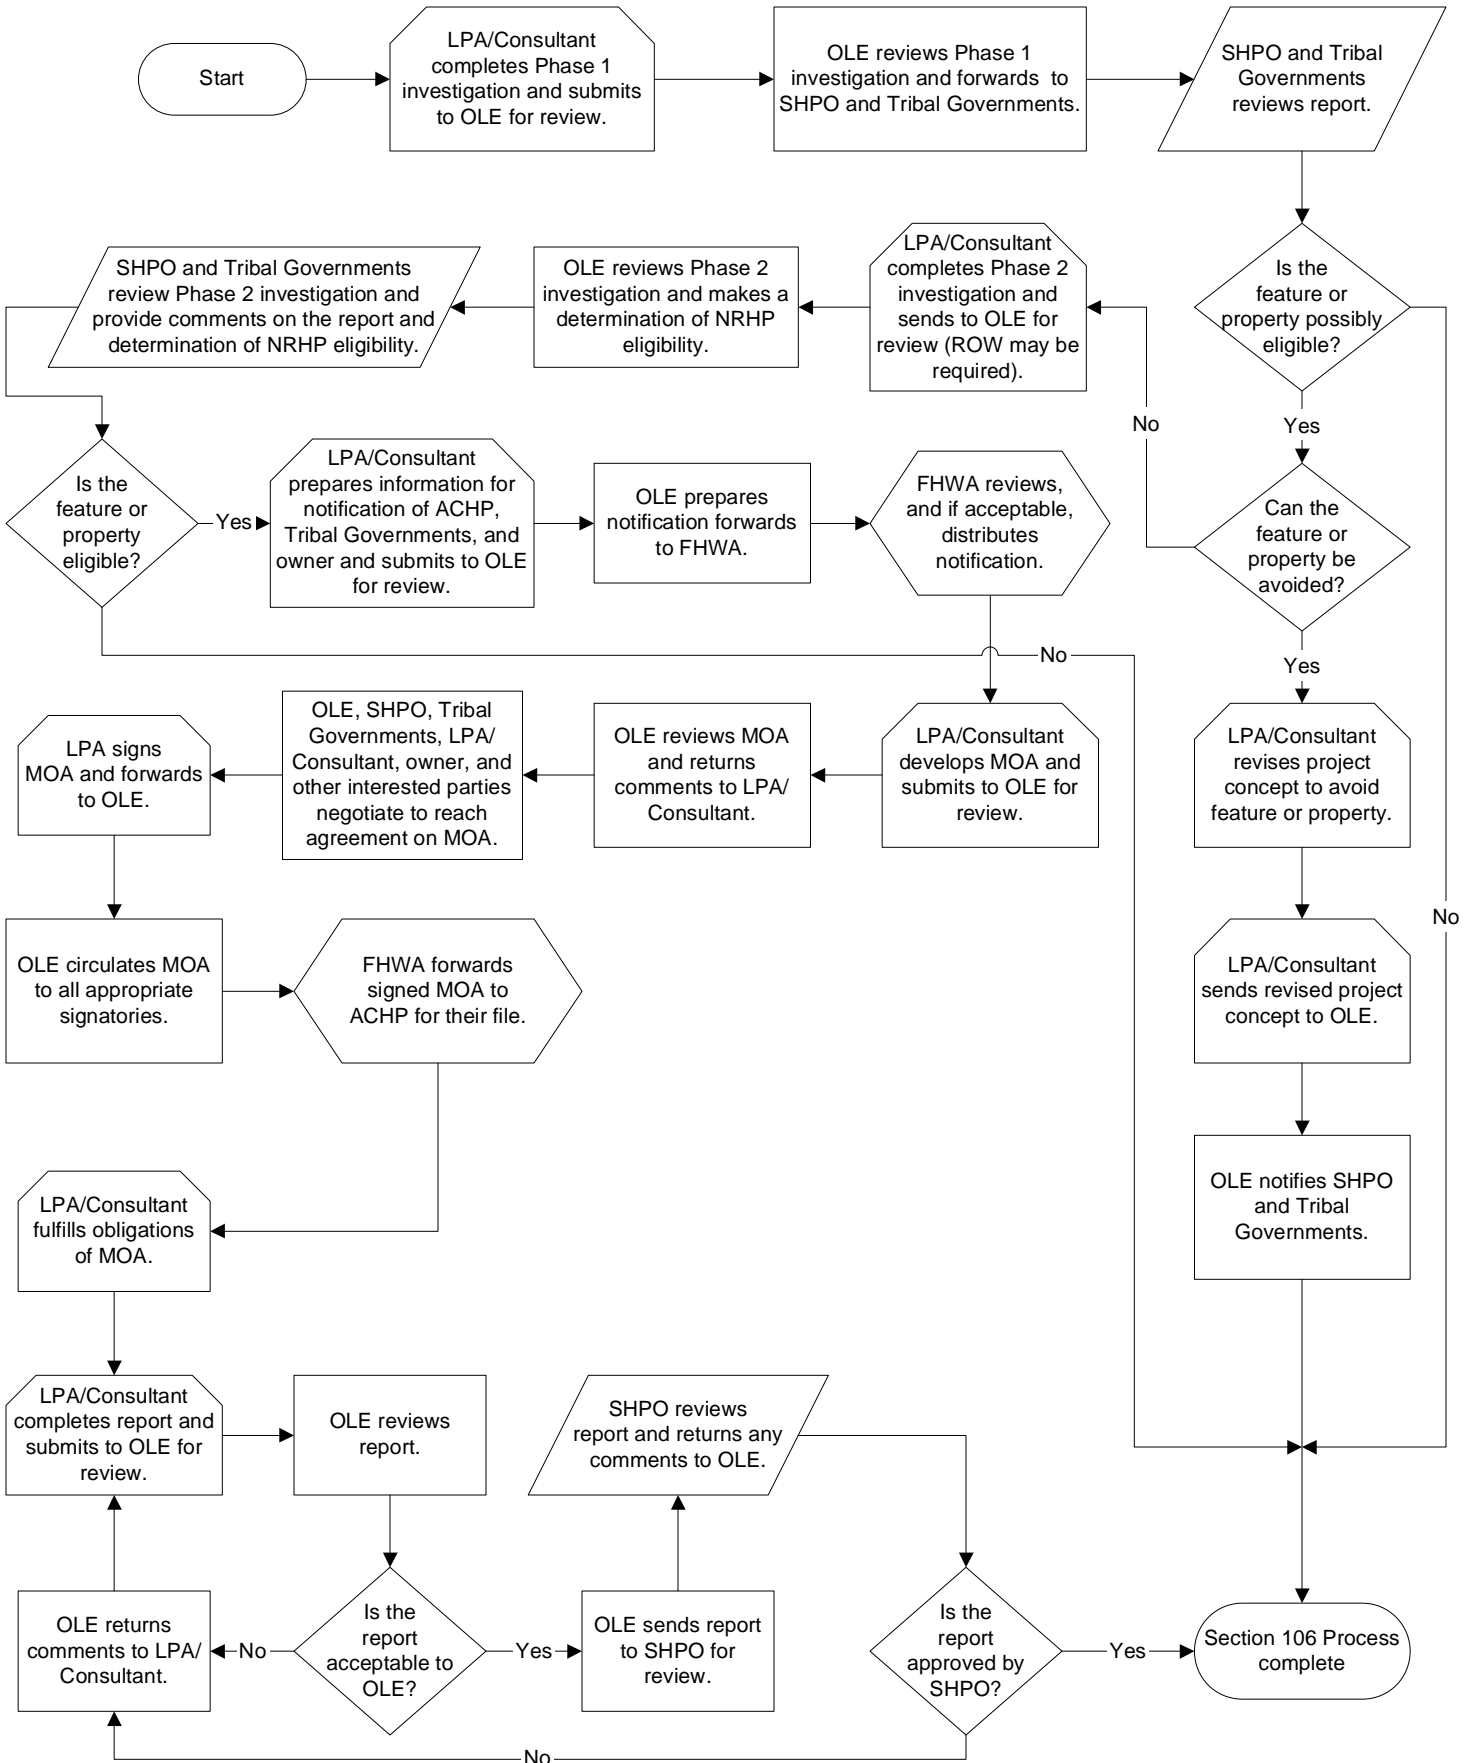 Start
LPA/Consultant
completes Phase 1
investigation and submits
to OLE for review.
OLE reviews Phase 1
investigation and forwards  to
SHPO and Tribal Governments.
SHPO and Tribal
Governments
reviews report.
Is the
feature or
property possibly
eligible?
No
Yes
Can the
feature or
property be
avoided?
No
Yes
LPA/Consultant
completes Phase 2
investigation and
sends to OLE for
review (ROW may be
required).
OLE reviews Phase 2
investigation and makes a
determination of NRHP
eligibility.
SHPO and Tribal Governments
review Phase 2 investigation and
provide comments on the report and
determination of NRHP eligibility.
Is the
feature or
property
eligible?
Yes
No
LPA/Consultant
prepares information for
notification of ACHP,
Tribal Governments, and
owner and submits to OLE
for review.
OLE prepares
notification forwards
to FHWA.
FHWA reviews,
and if acceptable,
distributes
notification.
LPA/Consultant
develops MOA and
submits to OLE for
review.
OLE reviews MOA
and returns
comments to LPA/
Consultant.
OLE, SHPO, Tribal
Governments, LPA/
Consultant, owner, and
other interested parties
negotiate to reach
agreement on MOA.
LPA signs
MOA and forwards
to OLE.
LPA/Consultant
revises project
concept to avoid
feature or property.
LPA/Consultant
sends revised project
concept to OLE.
OLE notifies SHPO
and Tribal
Governments.
OLE circulates MOA
to all appropriate
signatories.
FHWA forwards
signed MOA to
ACHP for their file.
LPA/Consultant
fulfills obligations
of MOA.
LPA/Consultant
completes report and
submits to OLE for
review.
OLE reviews
report.
Is the
report
acceptable to
OLE?
No
OLE returns
comments to LPA/
Consultant.
Yes
OLE sends report
to SHPO for
review.
SHPO reviews
report and returns any
comments to OLE.
Is the
report
approved by
SHPO?
No
Yes
Section 106 Process
complete